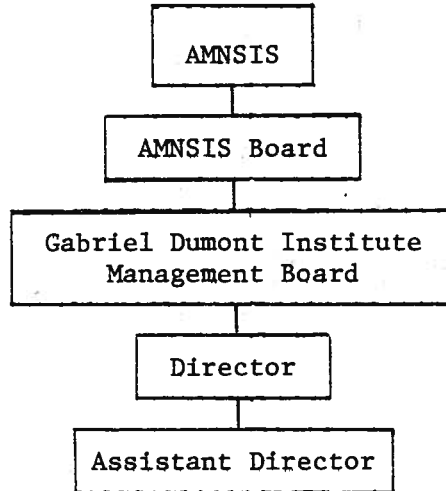 AMNSIS
AMNSIS Board
Gabriel Dumont Institute
Management Board
Director
Assistant Director